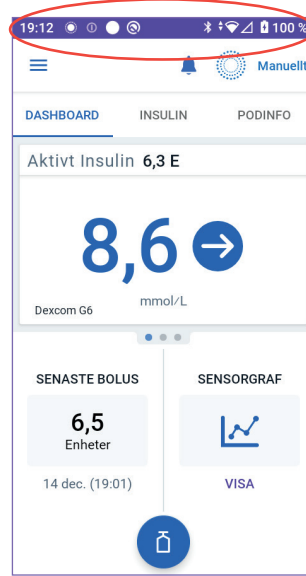 19:12 100 %
Manuellt
DASHBOARD INSULIN PODINFO
Aktivt Insulin 6,3 E
8,6
mmol/L
Dexcom G6
SENASTE BOLUS SENSORGRAF
6,5
Enheter
14 dec. (19:01) VISA